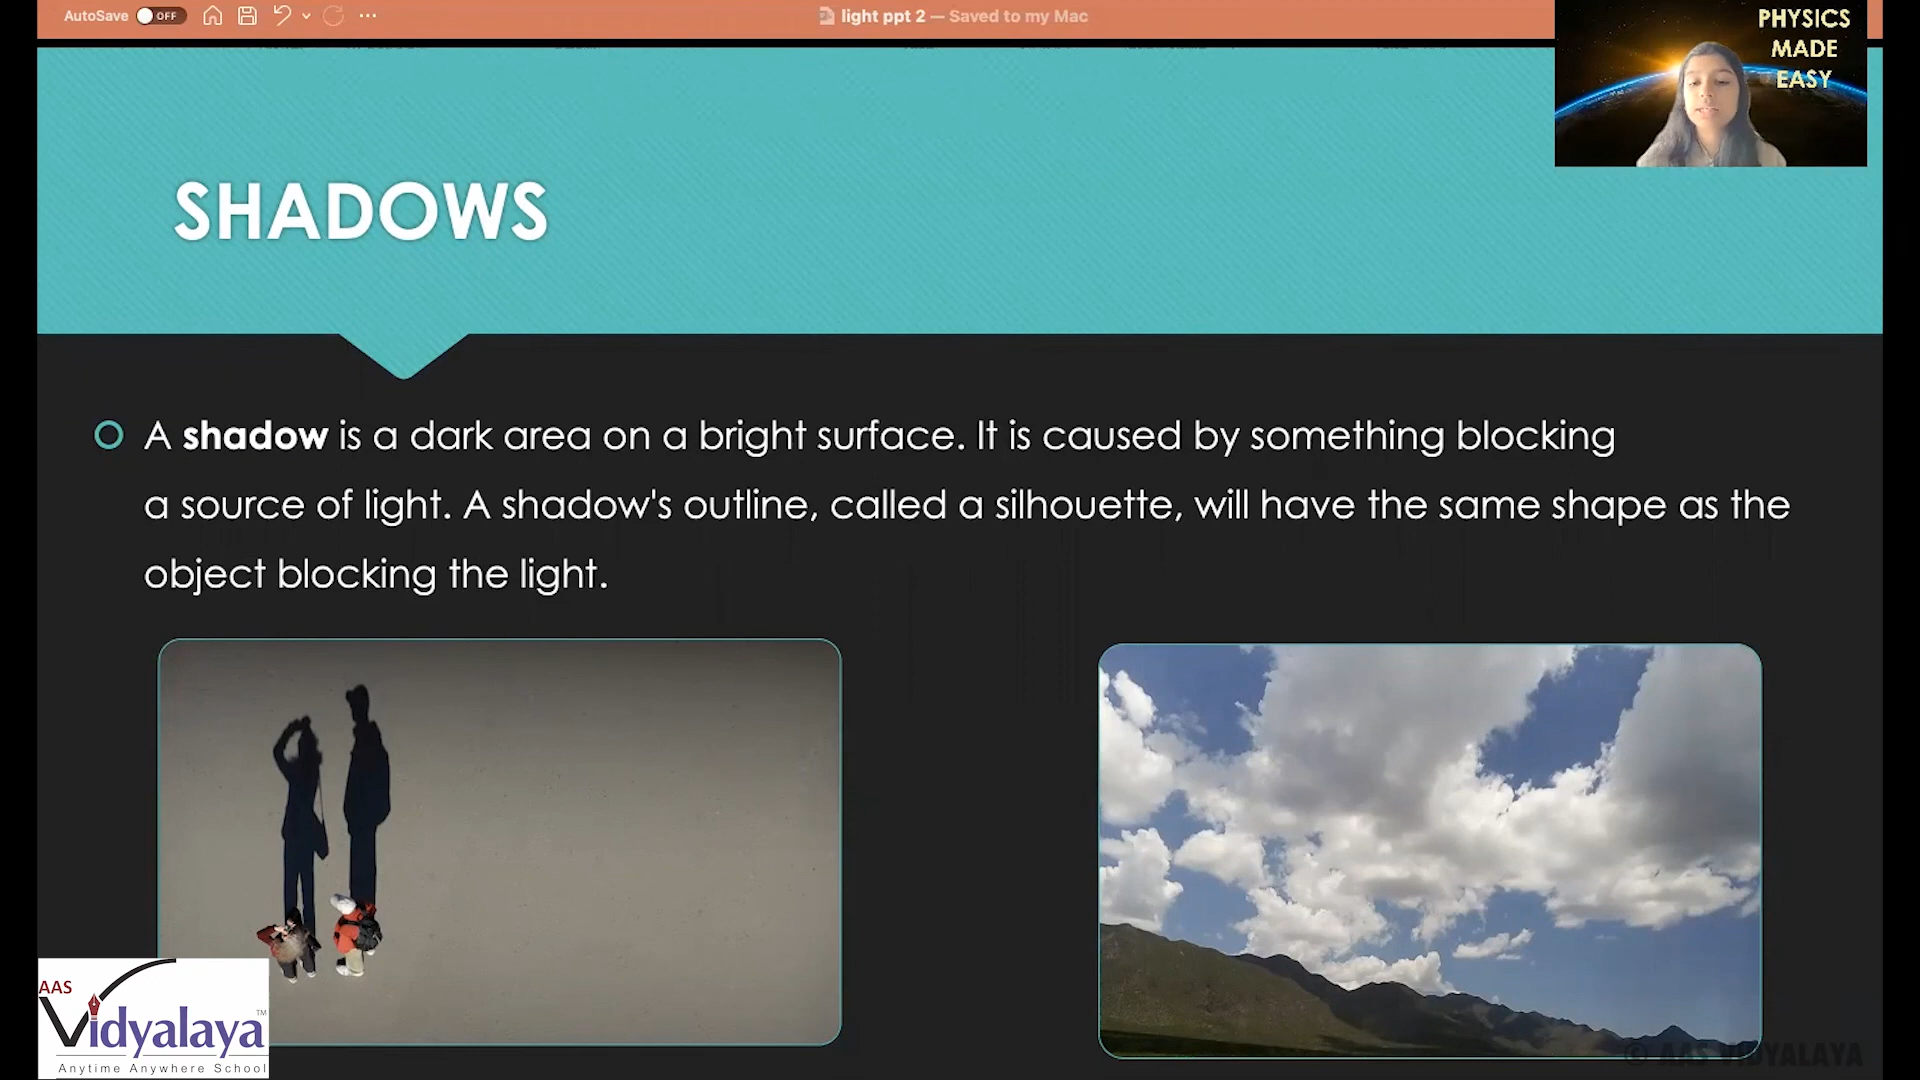 AutoSave OFF
light ppt 2 — Saved to my Mac
PHYSICS
MADE
EASY
SHADOWS
A shadow is a dark area on a bright surface. It is caused by something blocking
a source of light. A shadow's outline, called a silhouette, will have the same shape as the
object blocking the light.
AAS
Vidyalaya™
Anytime Anywhere School
© AAS VIDYALAYA